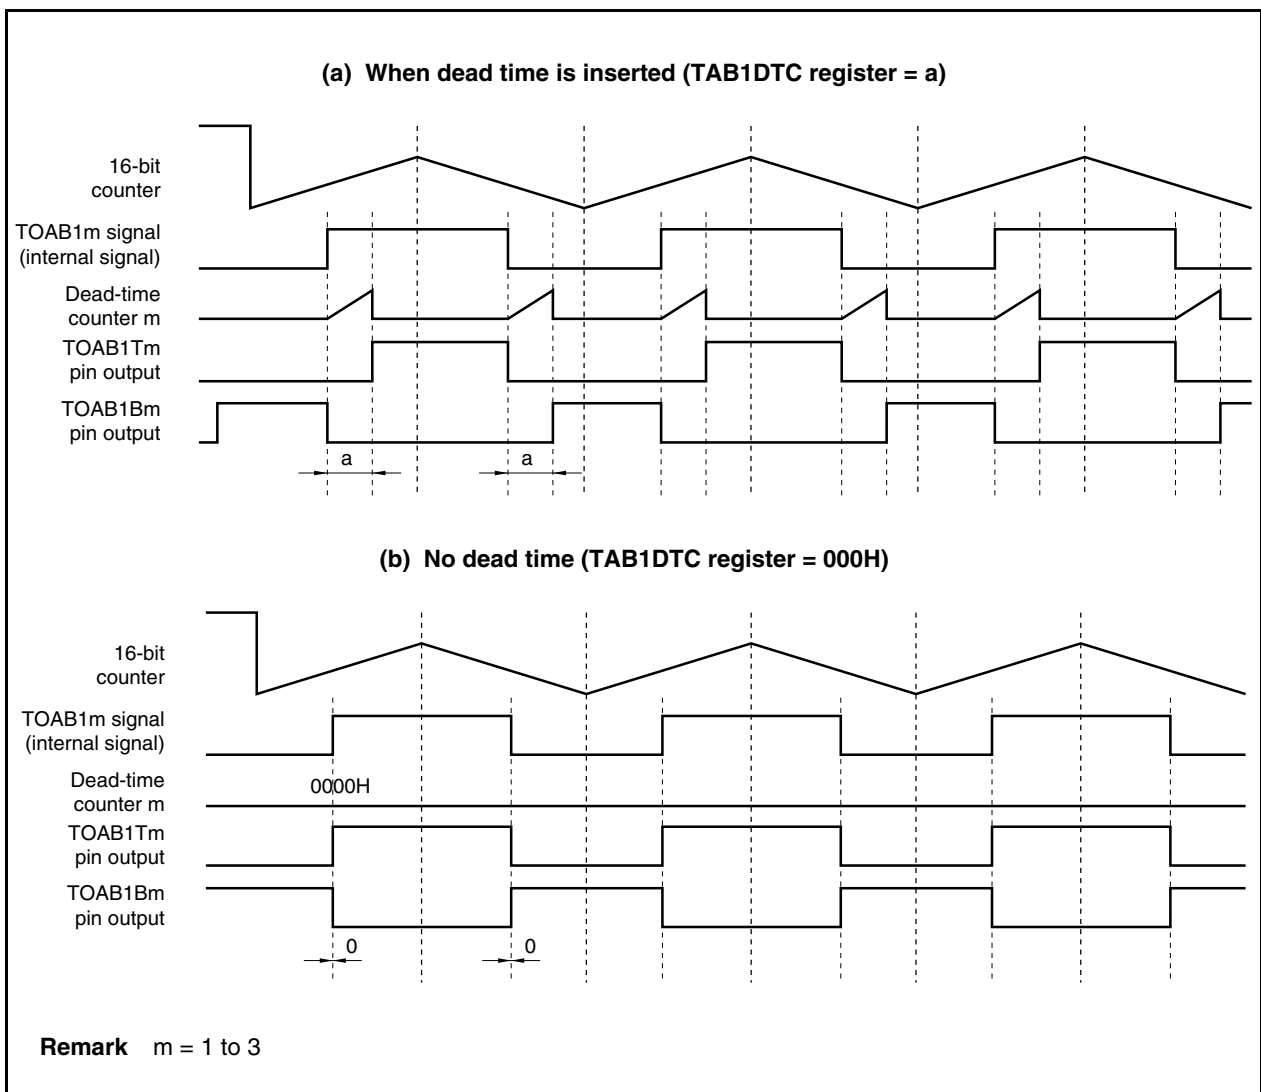 (a) When dead time is inserted (TAB1DTC register = a)
16-bit
counter
TOAB1m signal
(internal signal)
Dead-time
counter m
TOAB1Tm
pin output
TOAB1Bm
pin output
a
a
(b) No dead time (TAB1DTC register = 000H)
16-bit
counter
TOAB1m signal
(internal signal)
Dead-time
counter m
0000H
TOAB1Tm
pin output
TOAB1Bm
pin output
0
0
Remark m = 1 to 3